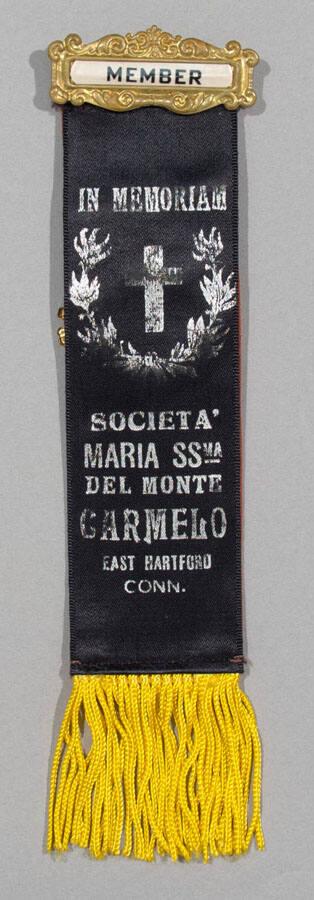 MEMBER
IN MEMORIAM
SOCIETA'
MARIA SSMA
DEL MONTE
CARMELO
EAST HARTFORD
CONN.